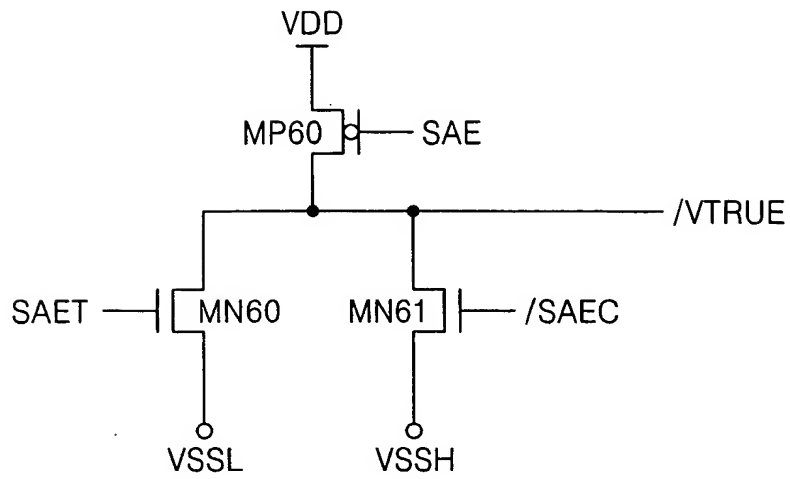 VDD
MP60
SAE
/VTRUE
SAET
MN60
MN61
/SAEC
VSSL
VSSH